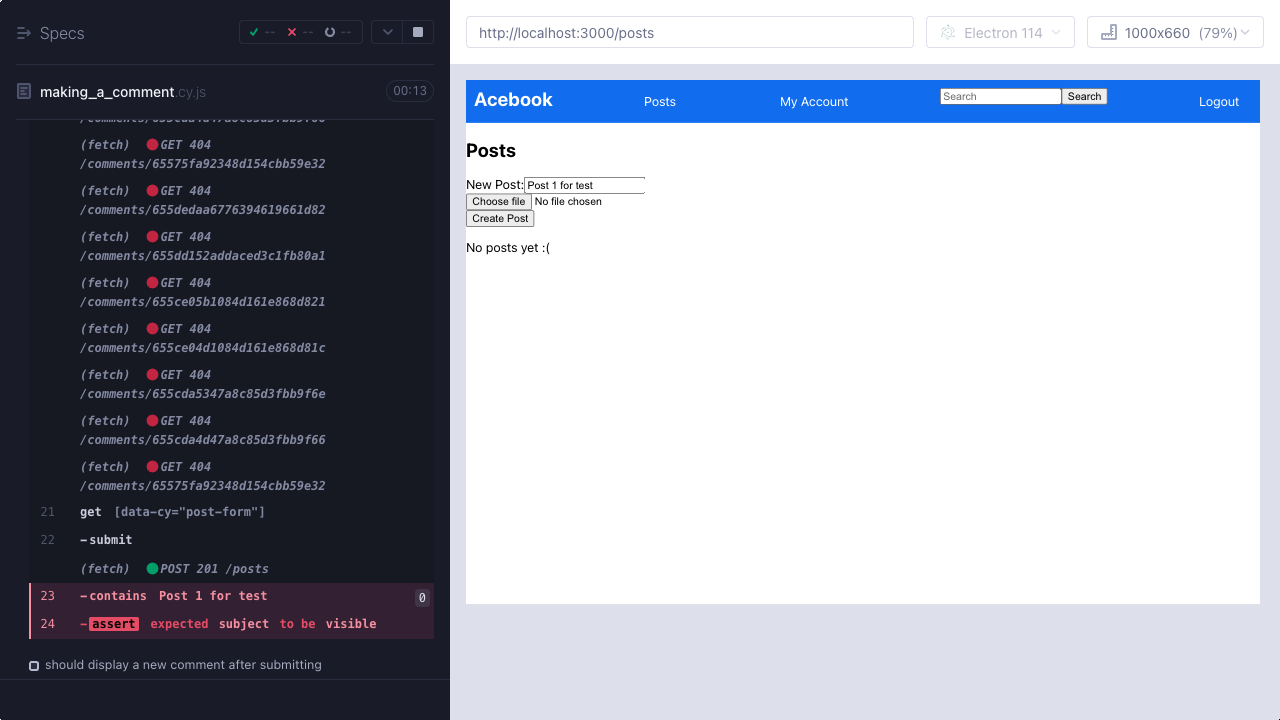 Specs
--
--
--
making_a_comment.cy.js
00:13
(fetch) GET 404
/comments/65575fa92348d154cbb59e32
(fetch) GET 404
/comments/655dedaa6776394619661d82
(fetch) GET 404
/comments/655dd152addaced3c1fb80a1
(fetch) GET 404
/comments/655ce05b1084d161e868d821
(fetch) GET 404
/comments/655ce04d1084d161e868d81c
(fetch) GET 404
/comments/655cda5347a8c85d3fbb9f6e
(fetch) GET 404
/comments/655cda4d47a8c85d3fbb9f66
(fetch) GET 404
/comments/65575fa92348d154cbb59e32
21 get [data-cy="post-form"]
22 -submit
(fetch) POST 201 /posts
23 -contains Post 1 for test 0
24 -assert expected subject to be visible
should display a new comment after submitting
http://localhost:3000/posts
Electron 114
1000x660 (79%)
Acebook
Posts
My Account
Search
Search
Logout
Posts
New Post: Post 1 for test
Choose file No file chosen
Create Post
No posts yet :(